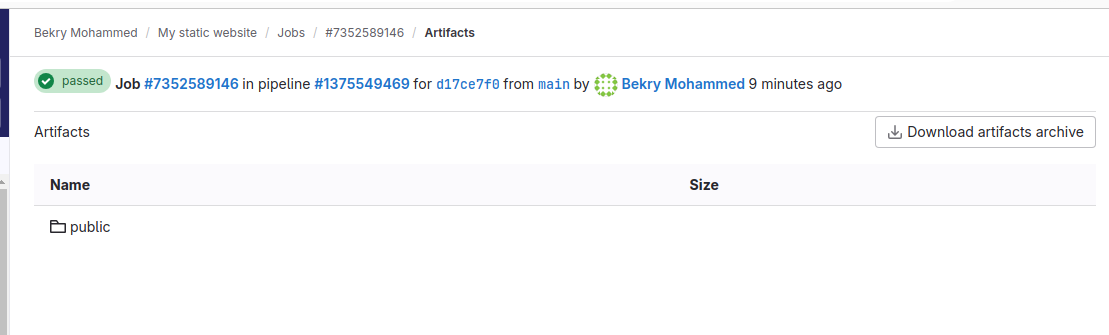 Bekry Mohammed / My static website / Jobs / #7352589146 / Artifacts
passed Job #7352589146 in pipeline #1375549469 for d17ce7f0 from main by Bekry Mohammed 9 minutes ago
Artifacts Download artifacts archive
Name Size
public